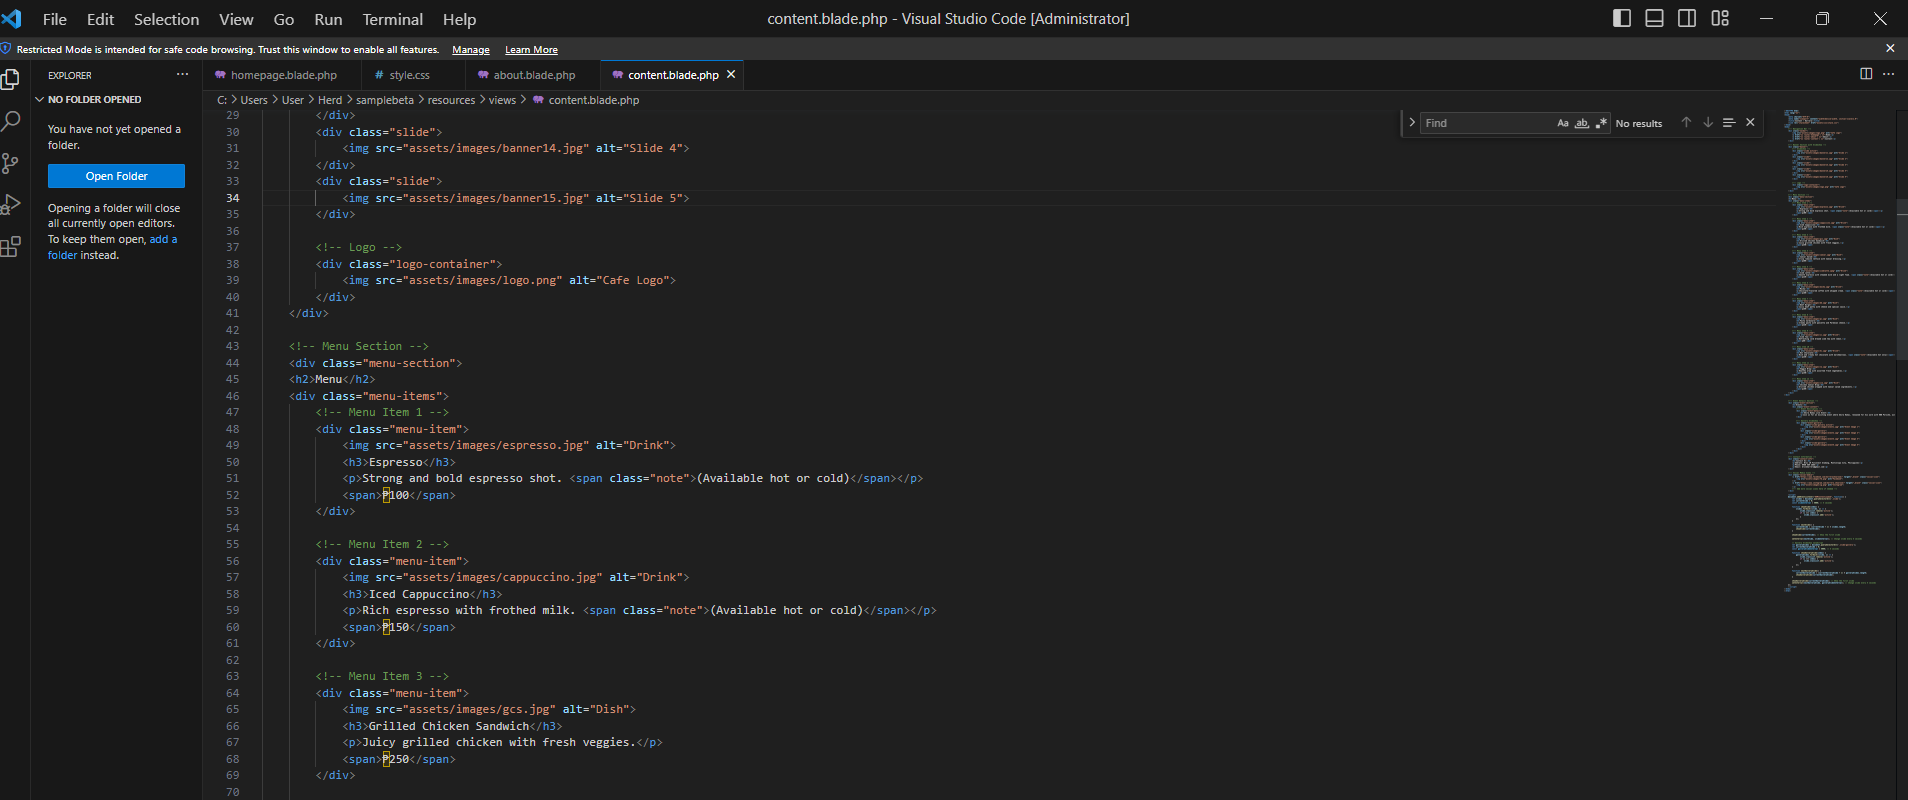 File Edit Selection View Go Run Terminal Help
content.blade.php - Visual Studio Code [Administrator]
Restricted Mode is intended for safe code browsing. Trust this window to enable all features. Manage Learn More
EXPLORER
NO FOLDER OPENED
You have not yet opened a
folder.
Open Folder
Opening a folder will close
all currently open editors.
To keep them open, add a
folder instead.
homepage.blade.php # style.css about.blade.php content.blade.php
C: > Users > User > Herd > samplebeta > resources > views > content.blade.php
Find Aa ab .* No results
29 </div>
30 <div class="slide">
31 <img src="assets/images/banner14.jpg" alt="Slide 4">
32 </div>
33 <div class="slide">
34 <img src="assets/images/banner15.jpg" alt="Slide 5">
35 </div>
36
37 <!-- Logo -->
38 <div class="logo-container">
39 <img src="assets/images/logo.png" alt="Cafe Logo">
40 </div>
41 </div>
42
43 <!-- Menu Section -->
44 <div class="menu-section">
45 <h2>Menu</h2>
46 <div class="menu-items">
47 <!-- Menu Item 1 -->
48 <div class="menu-item">
49 <img src="assets/images/espresso.jpg" alt="Drink">
50 <h3>Espresso</h3>
51 <p>Strong and bold espresso shot. <span class="note">(Available hot or cold)</span></p>
52 <span>₱100</span>
53 </div>
54
55 <!-- Menu Item 2 -->
56 <div class="menu-item">
57 <img src="assets/images/cappuccino.jpg" alt="Drink">
58 <h3>Iced Cappuccino</h3>
59 <p>Rich espresso with frothed milk. <span class="note">(Available hot or cold)</span></p>
60 <span>₱150</span>
61 </div>
62
63 <!-- Menu Item 3 -->
64 <div class="menu-item">
65 <img src="assets/images/gcs.jpg" alt="Dish">
66 <h3>Grilled Chicken Sandwich</h3>
67 <p>Juicy grilled chicken with fresh veggies.</p>
68 <span>₱250</span>
69 </div>
70